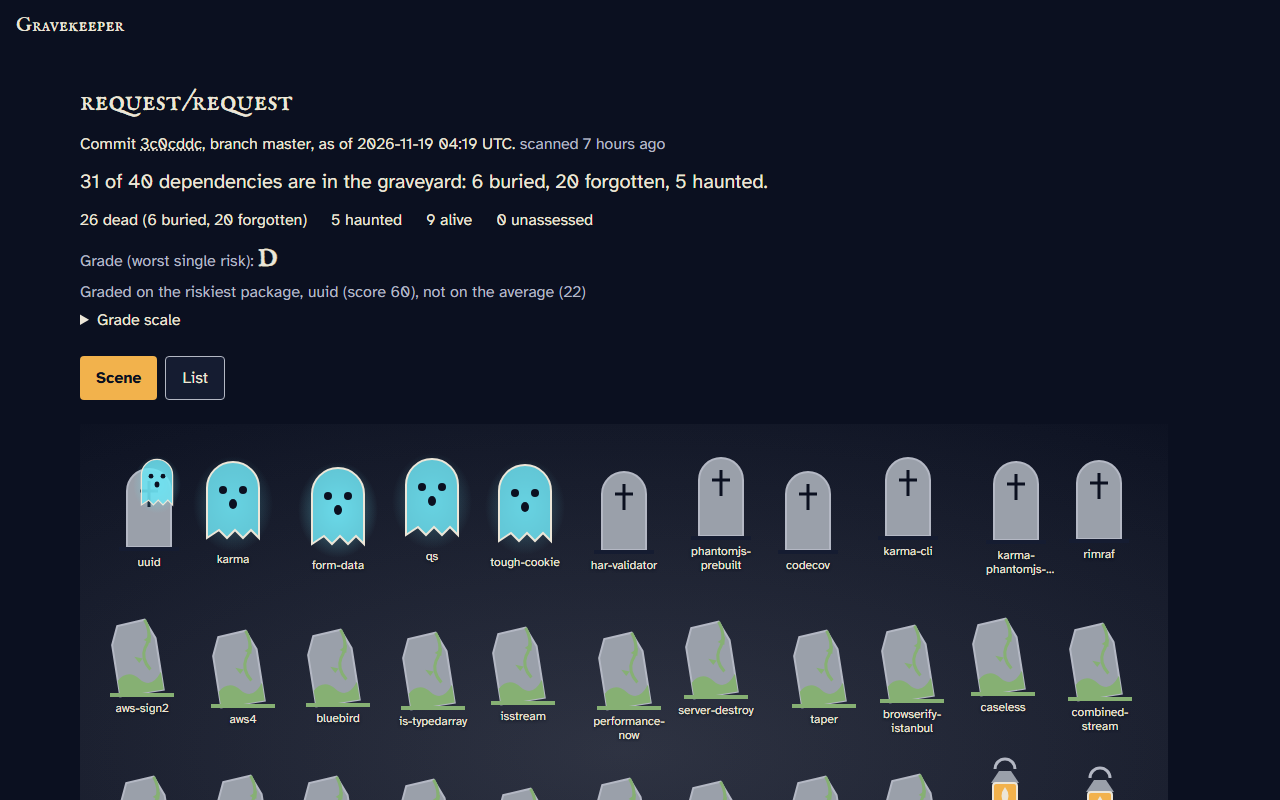 Gravekeeper
request/request
Commit 3c0cddc, branch master, as of 2026-11-19 04:19 UTC. scanned 7 hours ago
31 of 40 dependencies are in the graveyard: 6 buried, 20 forgotten, 5 haunted.
26 dead (6 buried, 20 forgotten) 5 haunted 9 alive 0 unassessed
Grade (worst single risk): D
Graded on the riskiest package, uuid (score 60), not on the average (22)
Grade scale
Scene List
uuid
karma
form-data
qs
tough-cookie
har-validator
phantomjs-
prebuilt
codecov
karma-cli
karma-
phantomjs-...
rimraf
aws-sign2
aws4
bluebird
is-typedarray
isstream
performance-
now
server-destroy
taper
browserify-
istanbul
caseless
combined-
stream